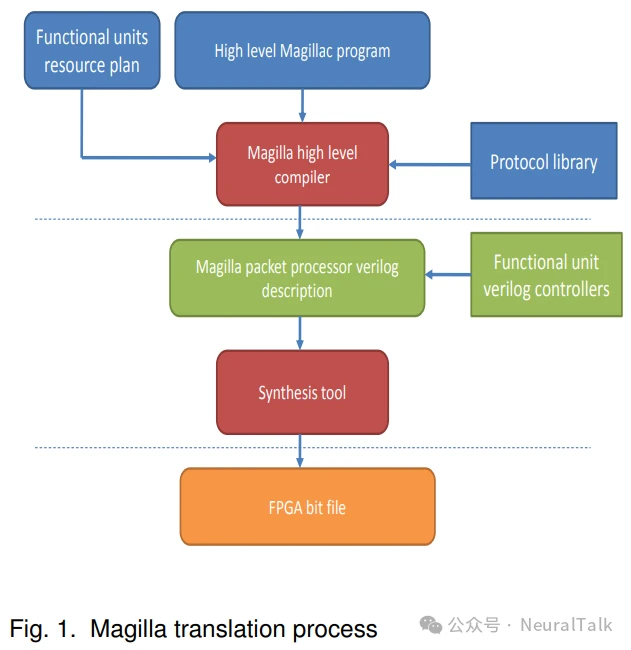 Functional units
resource plan
High level Magillac program
Magilla high level
compiler
Protocol library
Magilla packet processor verilog
description
Functional unit
verilog controllers
Synthesis tool
FPGA bit file
Fig. 1. Magilla translation process
公众号 · NeuralTalk